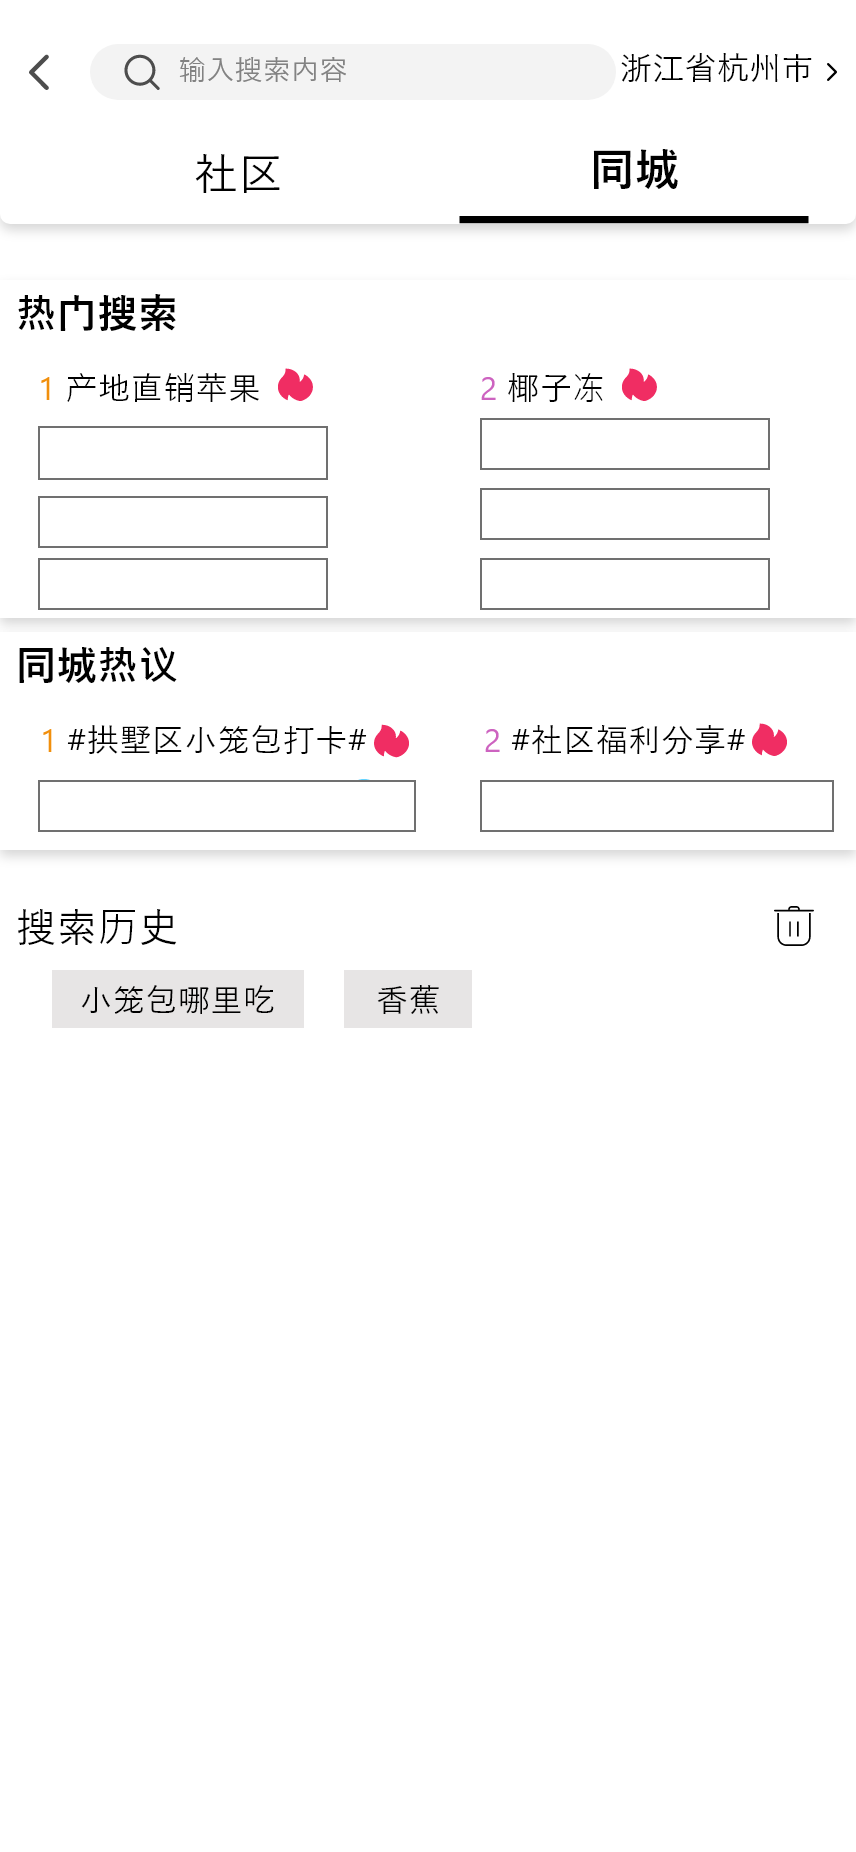 输入搜索内容 浙江省杭州市
社区 同城
热门搜索
1 产地直销苹果 2 椰子冻
同城热议
1 #拱墅区小笼包打卡# 2 #社区福利分享#
搜索历史
小笼包哪里吃 香蕉